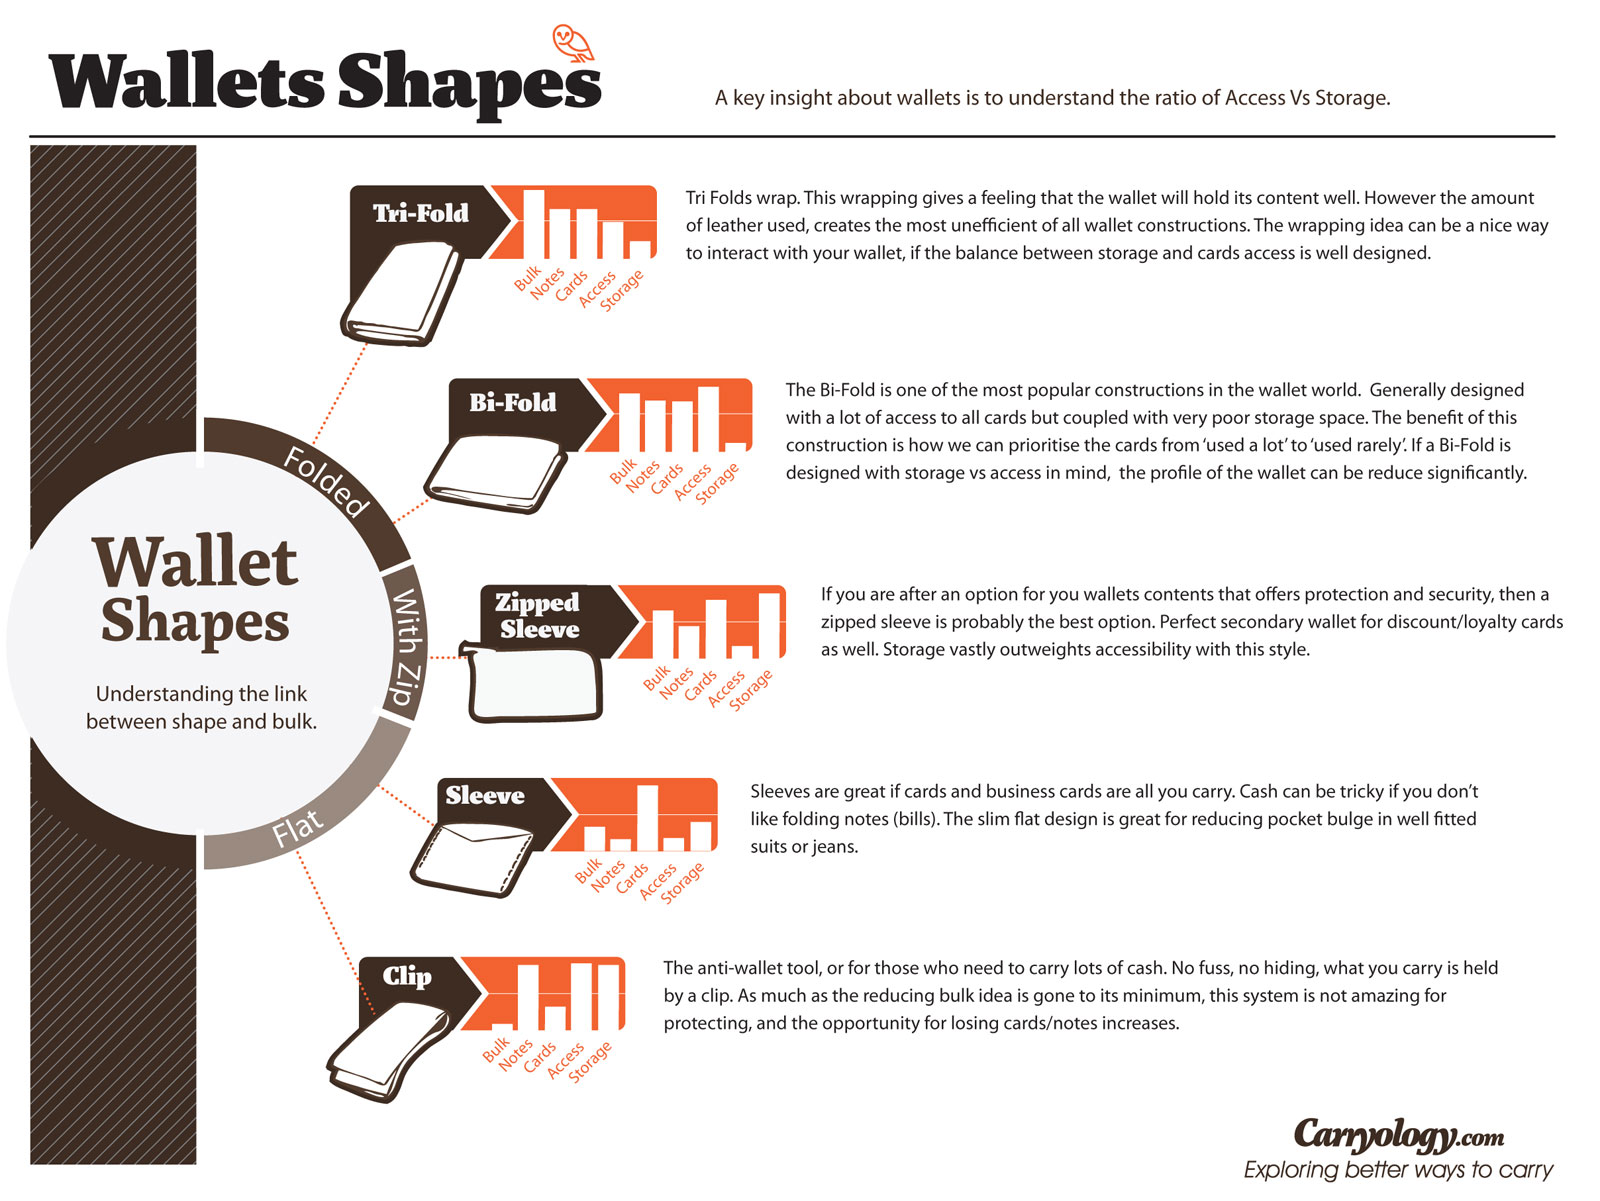 Wallets Shapes
A key insight about wallets is to understand the ratio of Access Vs Storage.
Tri-Fold
Bulk
Notes
Cards
Access
Storage
Tri Folds wrap. This wrapping gives a feeling that the wallet will hold its content well. However the amount
of leather used, creates the most unefficient of all wallet constructions. The wrapping idea can be a nice way
to interact with your wallet, if the balance between storage and cards access is well designed.
Bi-Fold
Bulk
Notes
Cards
Access
Storage
The Bi-Fold is one of the most popular constructions in the wallet world.  Generally designed
with a lot of access to all cards but coupled with very poor storage space. The benefit of this
construction is how we can prioritise the cards from ‘used a lot’ to ‘used rarely’. If a Bi-Fold is
designed with storage vs access in mind,  the profile of the wallet can be reduce significantly.
Folded
With Zip
Flat
Wallet
Shapes
Understanding the link
between shape and bulk.
Zipped
Sleeve
Bulk
Notes
Cards
Access
Storage
If you are after an option for you wallets contents that offers protection and security, then a
zipped sleeve is probably the best option. Perfect secondary wallet for discount/loyalty cards
as well. Storage vastly outweights accessibility with this style.
Sleeve
Bulk
Notes
Cards
Access
Storage
Sleeves are great if cards and business cards are all you carry. Cash can be tricky if you don’t
like folding notes (bills). The slim flat design is great for reducing pocket bulge in well fitted
suits or jeans.
Clip
Bulk
Notes
Cards
Access
Storage
The anti-wallet tool, or for those who need to carry lots of cash. No fuss, no hiding, what you carry is held
by a clip. As much as the reducing bulk idea is gone to its minimum, this system is not amazing for
protecting, and the opportunity for losing cards/notes increases.
Carryology.com
Exploring better ways to carry